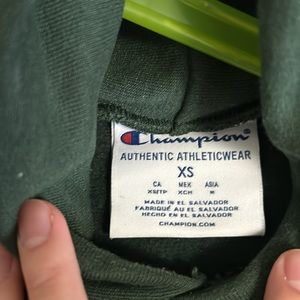 Champion
AUTHENTIC ATHLETICWEAR
XS
CA MEX ASIA
XS/TP XCH M
MADE IN EL SALVADOR
FABRIQUÉ AU EL SALVADOR
HECHO EN EL SALVADOR
CHAMPION.COM